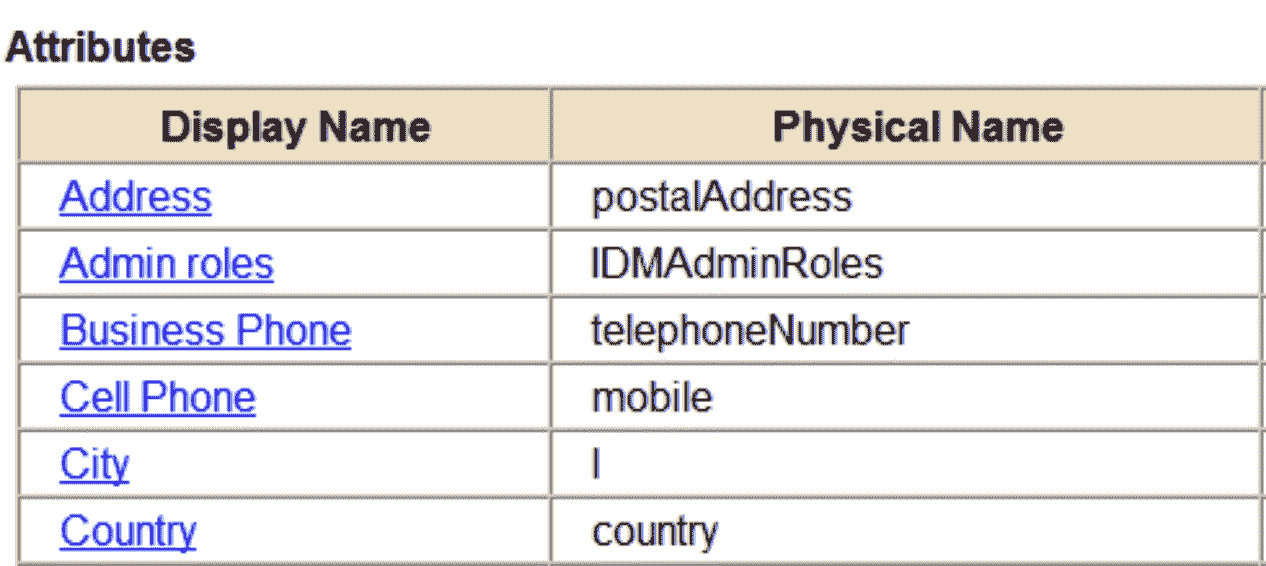 Attributes
Display Name Physical Name
Address postalAddress
Admin roles IDMAdminRoles
Business Phone telephoneNumber
Cell Phone mobile
City l
Country country